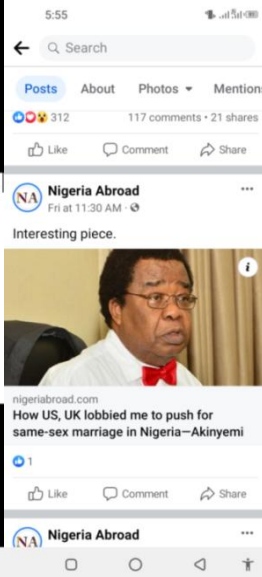 5:55
Search
Posts About Photos Mention
312 117 comments • 21 shares
Like Comment Share
NA Nigeria Abroad
Fri at 11:30 AM ·
Interesting piece.
i
nigeriabroad.com
How US, UK lobbied me to push for
same-sex marriage in Nigeria—Akinyemi
1
Like Comment Share
NA Nigeria Abroad